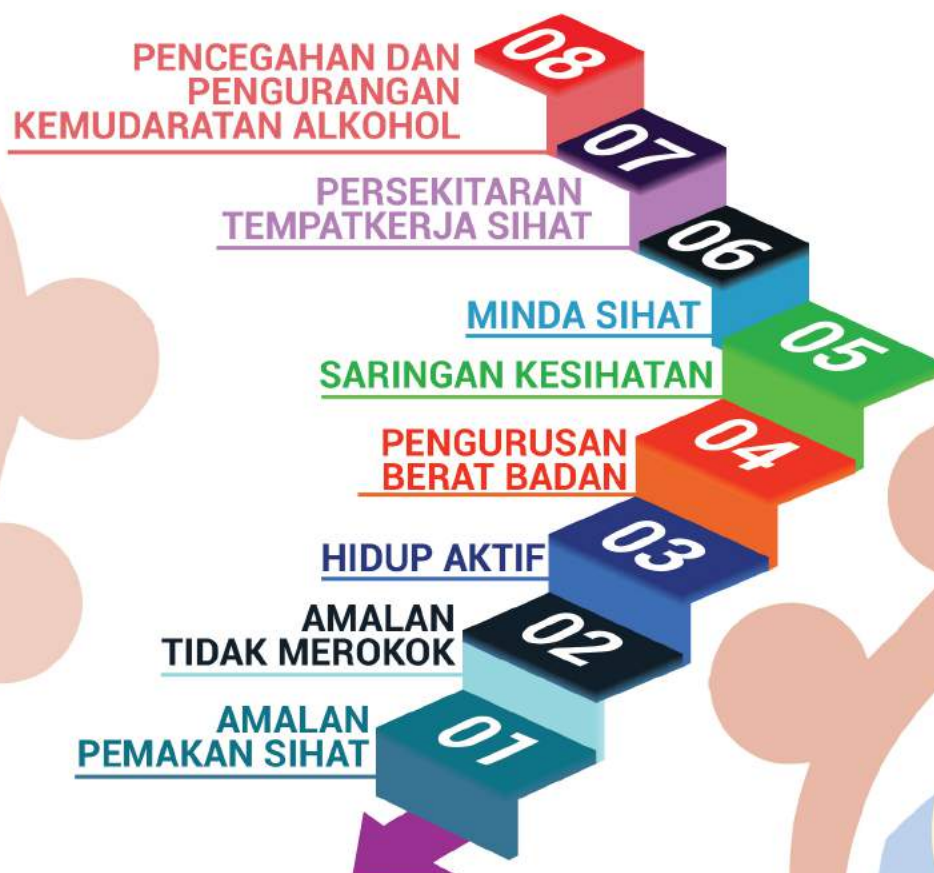 08
PENCEGAHAN DAN
PENGURANGAN
KEMUDARATAN ALKOHOL
07
PERSEKITARAN
TEMPATKERJA SIHAT
06
MINDA SIHAT
05
SARINGAN KESIHATAN
04
PENGURUSAN
BERAT BADAN
03
HIDUP AKTIF
02
AMALAN
TIDAK MEROKOK
01
AMALAN
PEMAKAN SIHAT